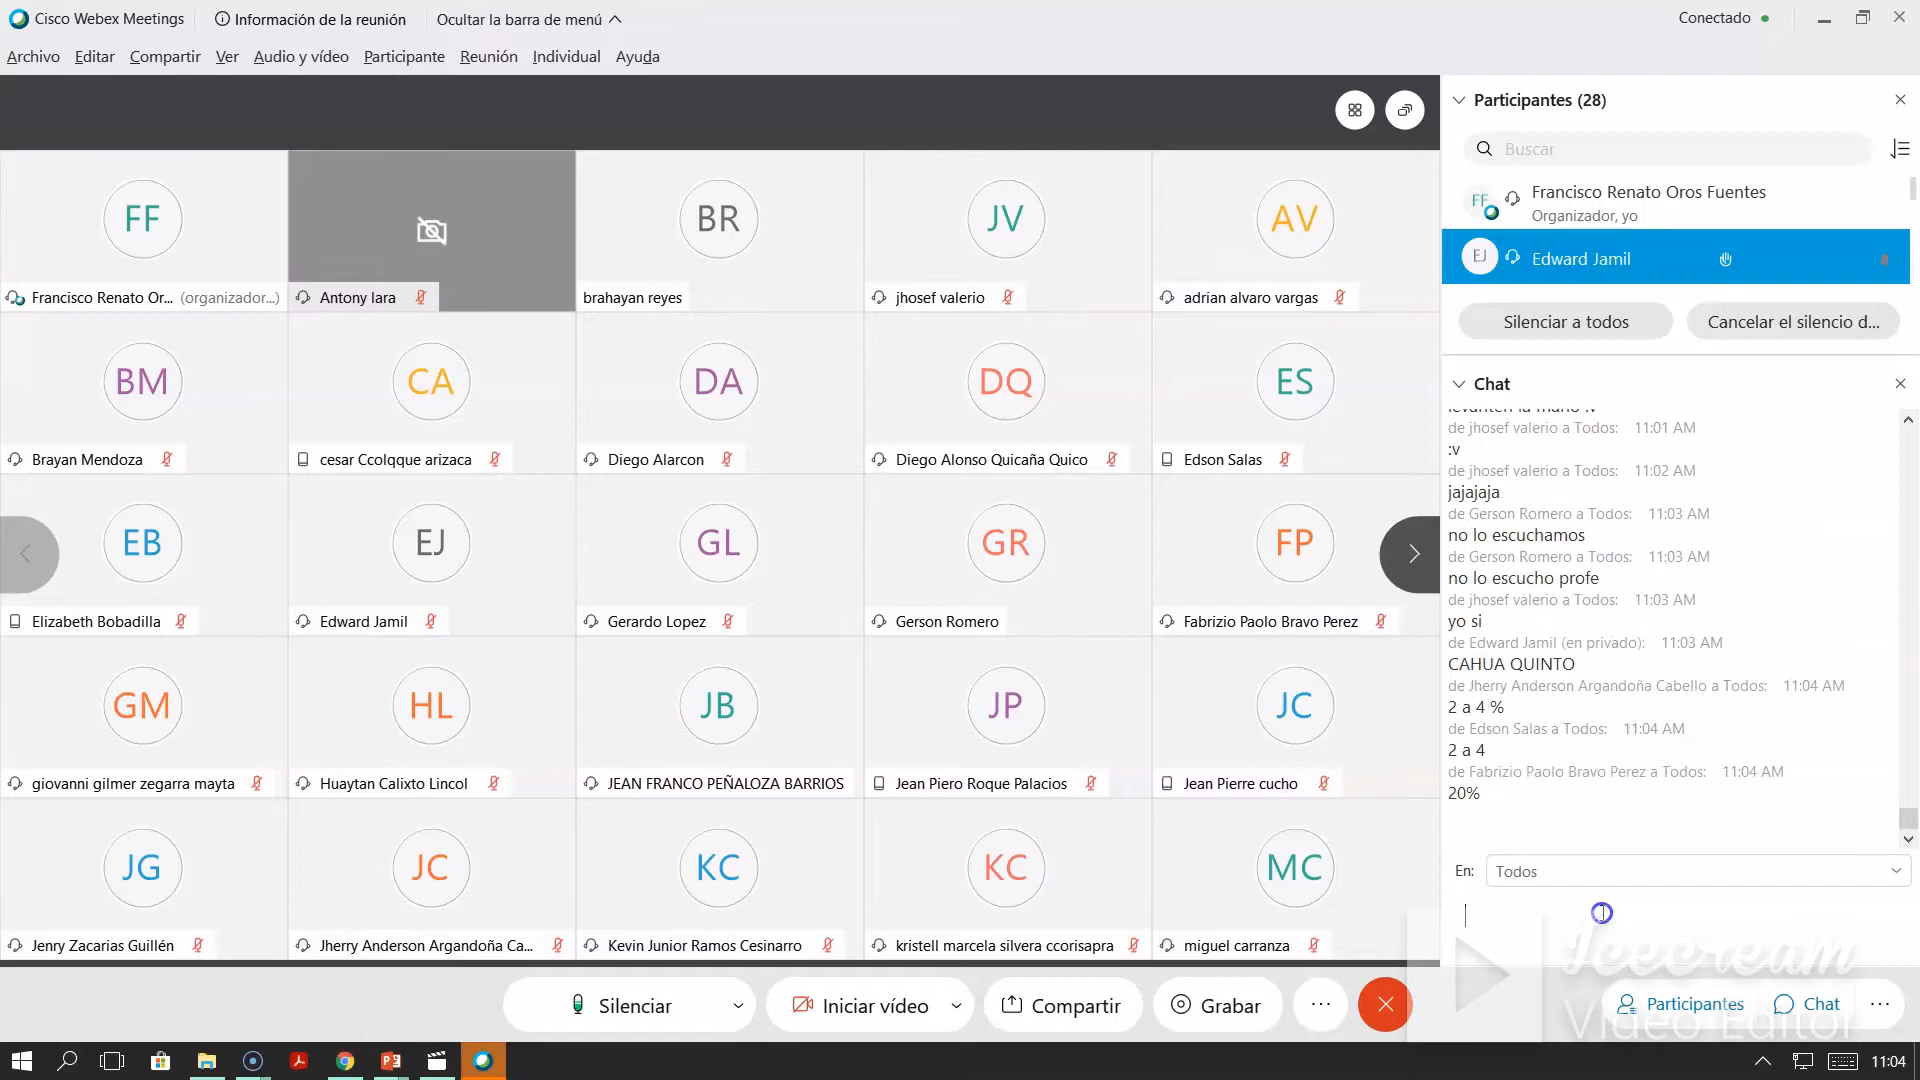 Cisco Webex Meetings
Información de la reunión
Ocultar la barra de menú
Conectado
Archivo
Editar
Compartir
Ver
Audio y vídeo
Participante
Reunión
Individual
Ayuda
FF
Francisco Renato Or... (organizador...)
Antony lara
BR
brahayan reyes
JV
jhosef valerio
AV
adrian alvaro vargas
BM
Brayan Mendoza
CA
cesar Ccolqque arizaca
DA
Diego Alarcon
DQ
Diego Alonso Quicaña Quico
ES
Edson Salas
EB
Elizabeth Bobadilla
EJ
Edward Jamil
GL
Gerardo Lopez
GR
Gerson Romero
FP
Fabrizio Paolo Bravo Perez
GM
giovanni gilmer zegarra mayta
HL
Huaytan Calixto Lincol
JB
JEAN FRANCO PEÑALOZA BARRIOS
JP
Jean Piero Roque Palacios
JC
Jean Pierre cucho
JG
Jenry Zacarias Guillén
JC
Jherry Anderson Argandoña Ca...
KC
Kevin Junior Ramos Cesinarro
KC
kristell marcela silvera ccorisapra
MC
miguel carranza
Participantes (28)
Buscar
FF
Francisco Renato Oros Fuentes
Organizador, yo
EJ
Edward Jamil
Silenciar a todos
Cancelar el silencio d...
Chat
levanten la mano :v
de jhosef valerio a Todos: 11:01 AM
:v
de jhosef valerio a Todos: 11:02 AM
jajajaja
de Gerson Romero a Todos: 11:03 AM
no lo escuchamos
de Gerson Romero a Todos: 11:03 AM
no lo escucho profe
de jhosef valerio a Todos: 11:03 AM
yo si
de Edward Jamil (en privado): 11:03 AM
CAHUA QUINTO
de Jherry Anderson Argandoña Cabello a Todos: 11:04 AM
2 a 4 %
de Edson Salas a Todos: 11:04 AM
2 a 4
de Fabrizio Paolo Bravo Perez a Todos: 11:04 AM
20%
En: Todos
Silenciar
Iniciar vídeo
Compartir
Grabar
Participantes
Chat
Icecream
Video Editor
11:04